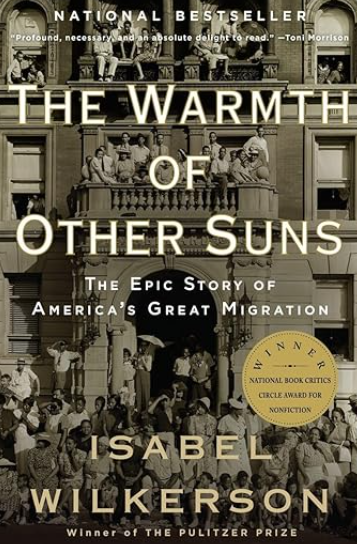 NATIONAL BESTSELLER
"Profound, necessary, and an absolute delight to read." —Toni Morrison
THE WARMTH
OF
OTHER SUNS
THE EPIC STORY OF
AMERICA'S GREAT MIGRATION
WINNER
NATIONAL BOOK CRITICS
CIRCLE AWARD FOR
NONFICTION
ISABEL
WILKERSON
Winner of THE PULITZER PRIZE